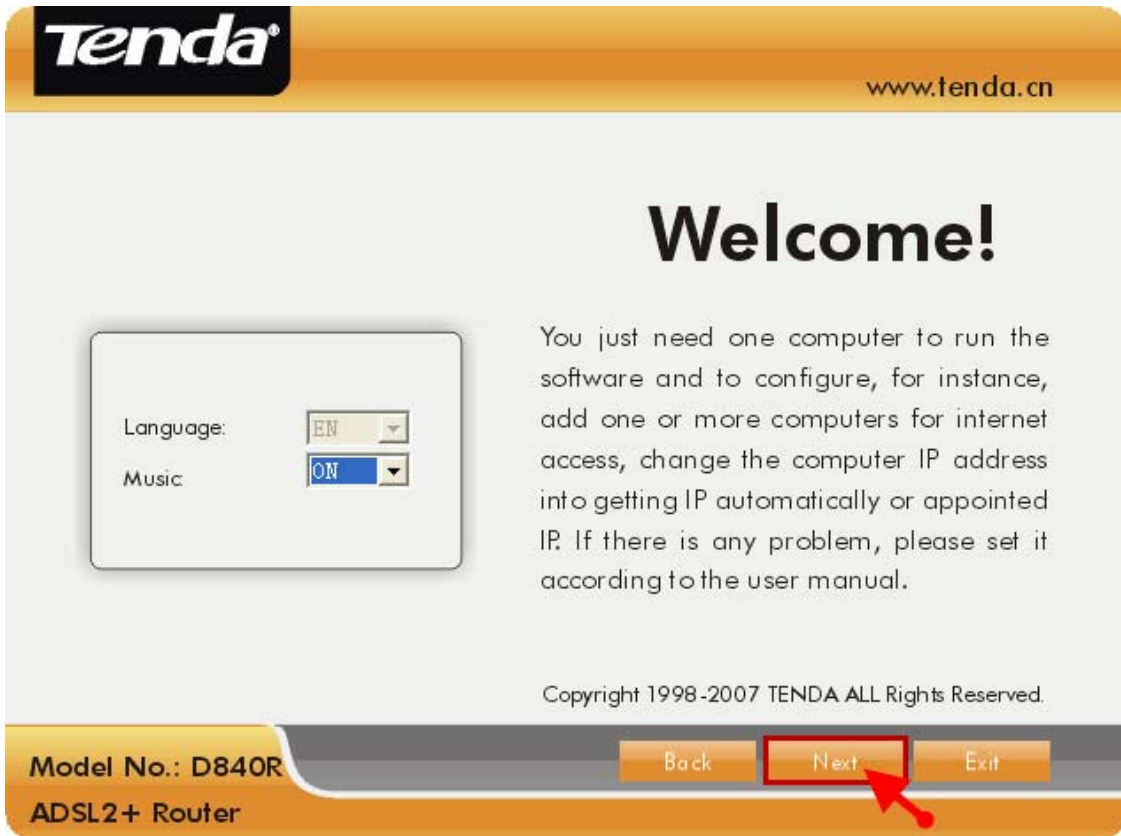 Tenda®
www.tenda.cn
Welcome!
You just need one computer to run the
software and to configure, for instance,
add one or more computers for internet
access, change the computer IP address
into getting IP automatically or appointed
IP. If there is any problem, please set it
according to the user manual.
Language: EN
Music: ON
Copyright 1998-2007 TENDA ALL Rights Reserved.
Model No.: D840R
ADSL2+ Router
Back Next Exit